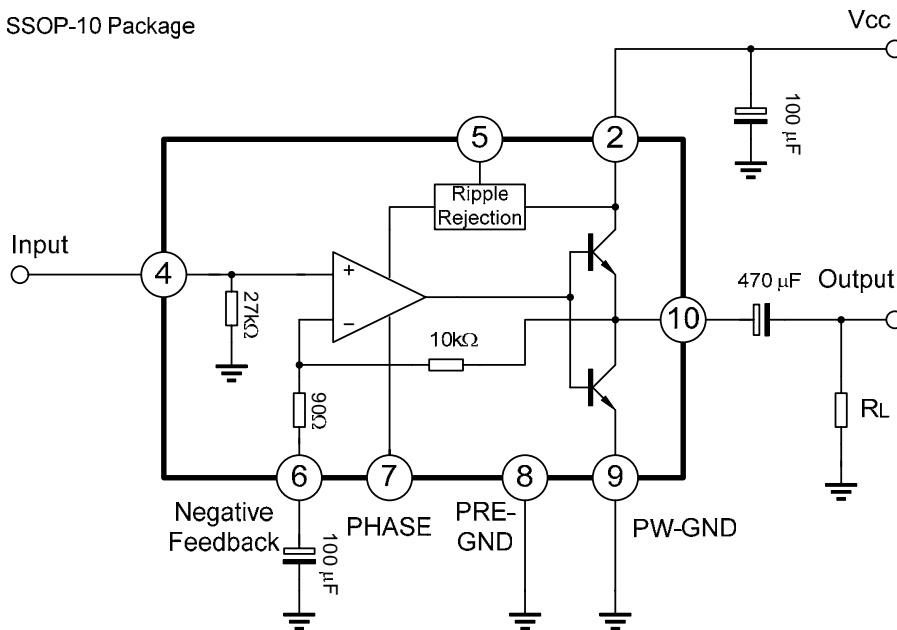 SSOP-10 Package
Vcc
100 µF
5
2
Ripple
Rejection
Input
4
+
27kΩ
470 µF
Output
10
−
10kΩ
90Ω
RL
6
7
8
9
Negative
Feedback
PHASE
PRE-
GND
PW-GND
100 µF